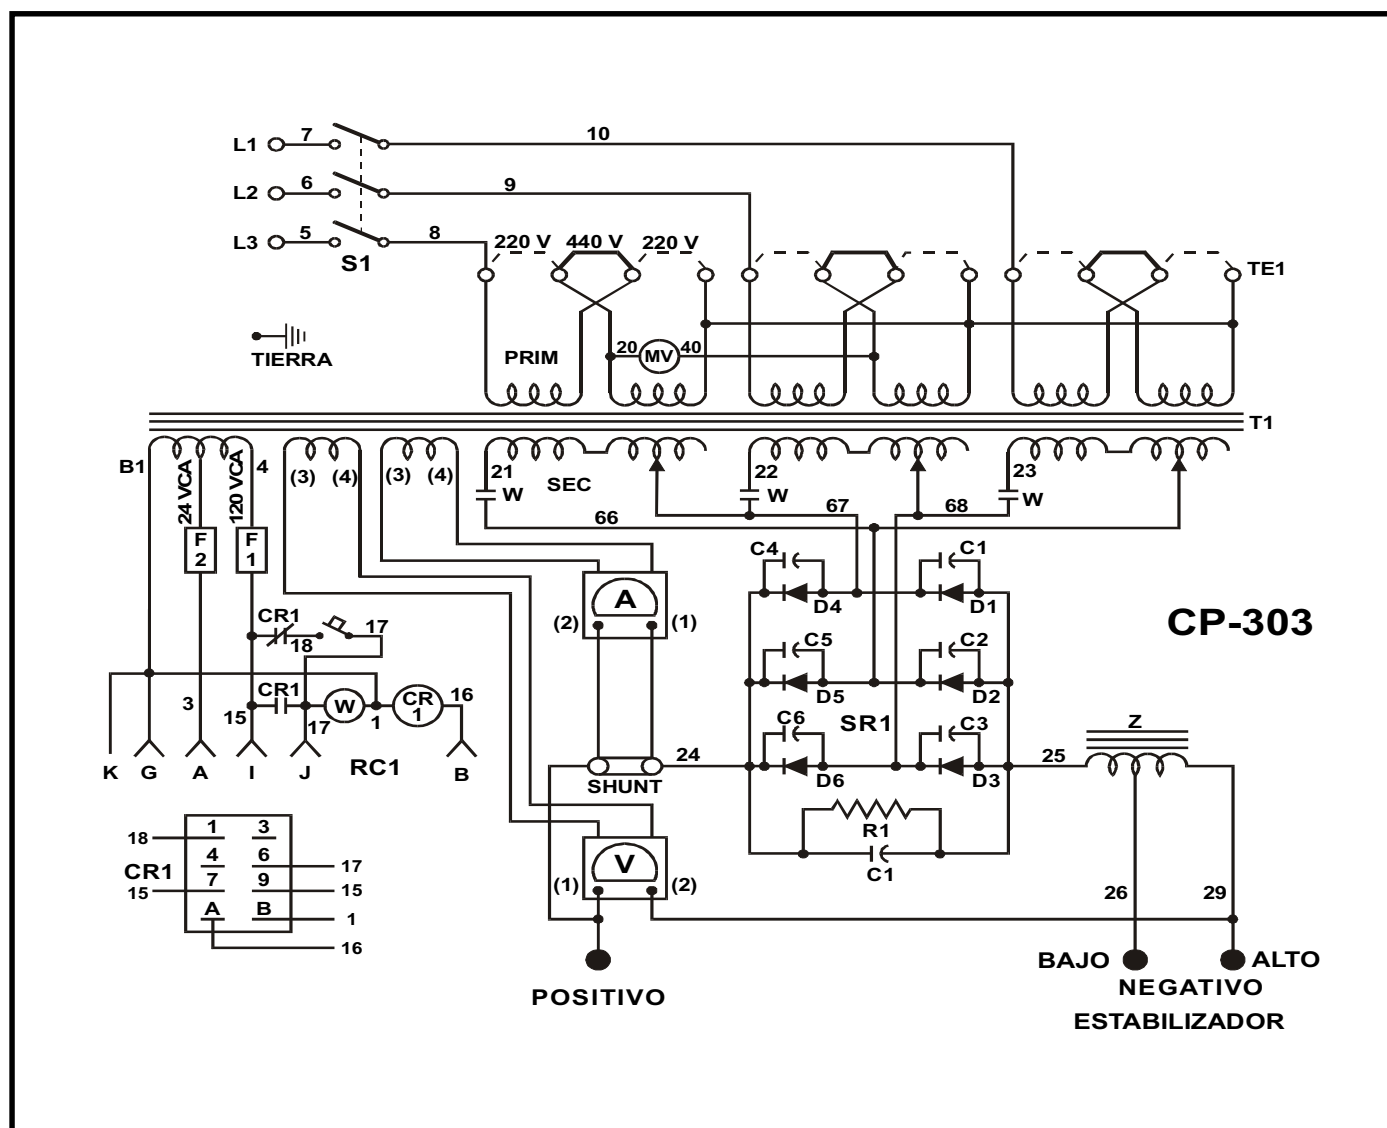 L1 7 10
L2 6 9
L3 5 8
S1
220 V 440 V 220 V
TE1
TIERRA
PRIM
20 MV 40
T1
B1
24 VCA
120 VCA
4
(3) (4)
(3) (4)
21
W
SEC
22
W
23
W
66
67
68
F
2
F
1
CR1
18
17
A
(2) (1)
C4
D4
C1
D1
C5
D5
C2
D2
C6
D6
C3
D3
SR1
CP-303
3
15
CR1
17
W
1
CR
1
16
K G A I J
RC1
B
SHUNT
24
25
Z
R1
C1
V
(1) (2)
18
CR1
15
1 3
4 6
7 9
A B
17
15
1
16
26
29
POSITIVO
BAJO
ALTO
NEGATIVO
ESTABILIZADOR